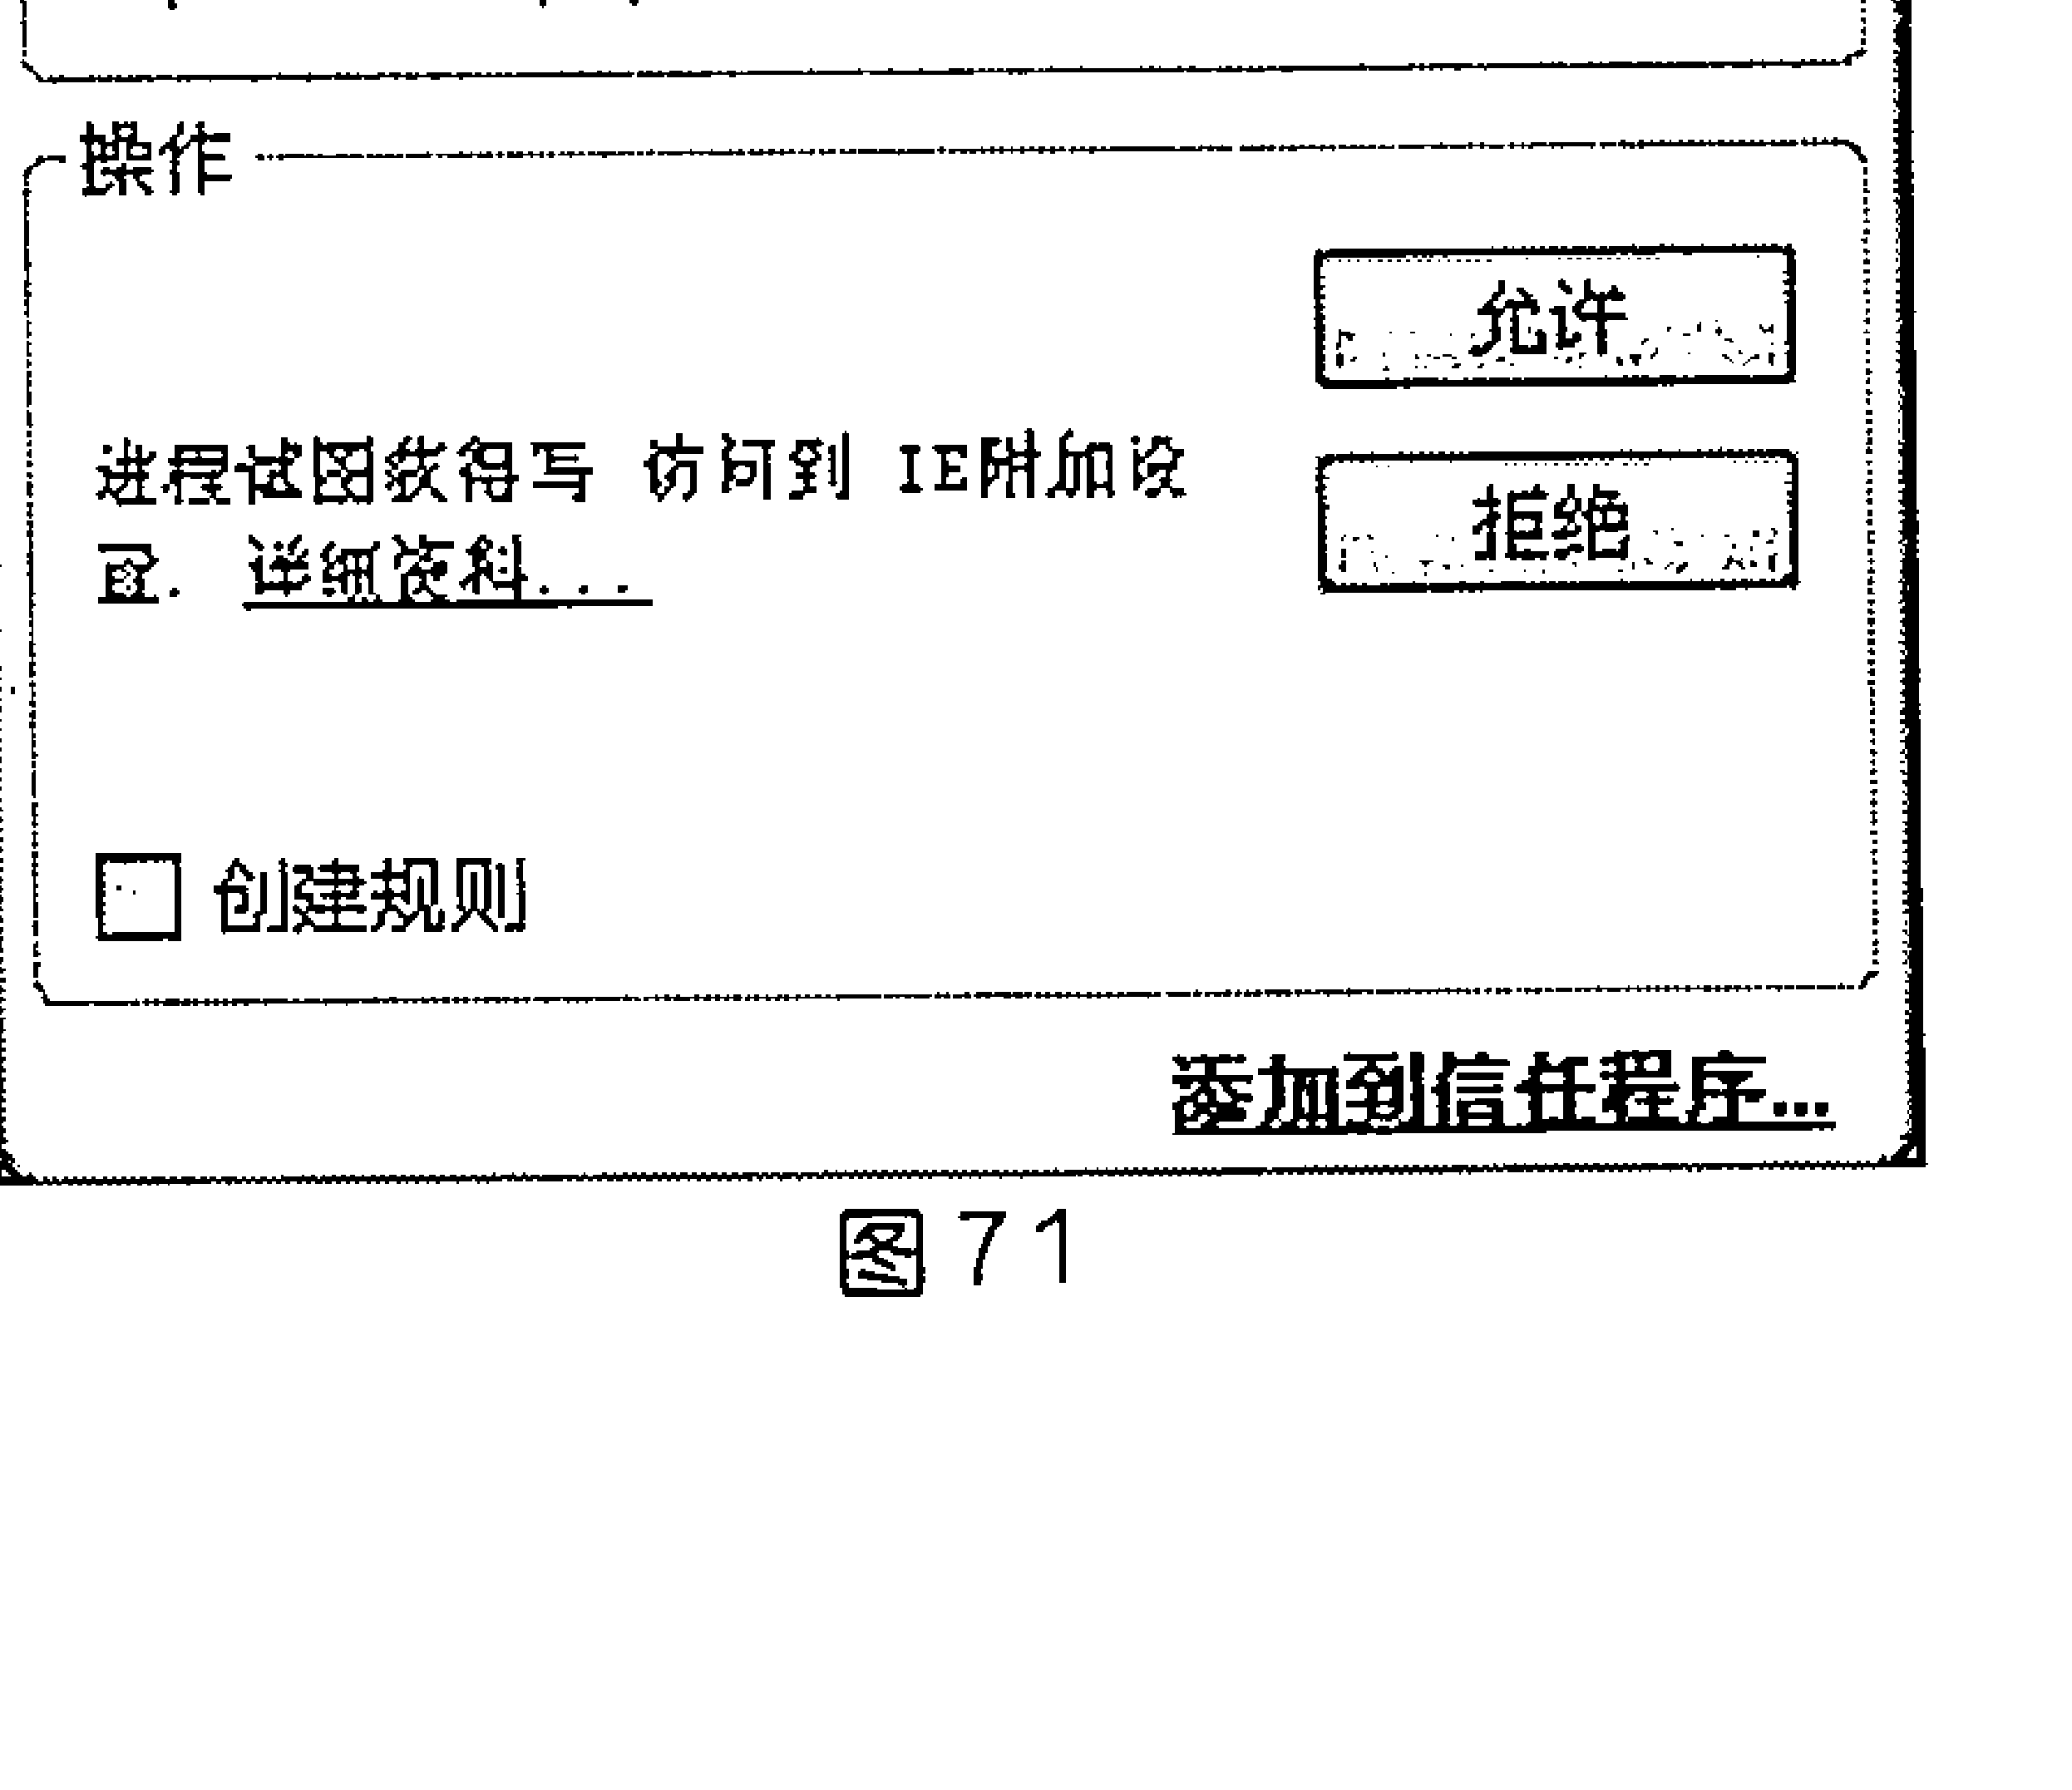 操作
允许
进程试图获得写 访问到 IE附加设
置. 详细资料...
拒绝
创建规则
添加到信任程序...
图71